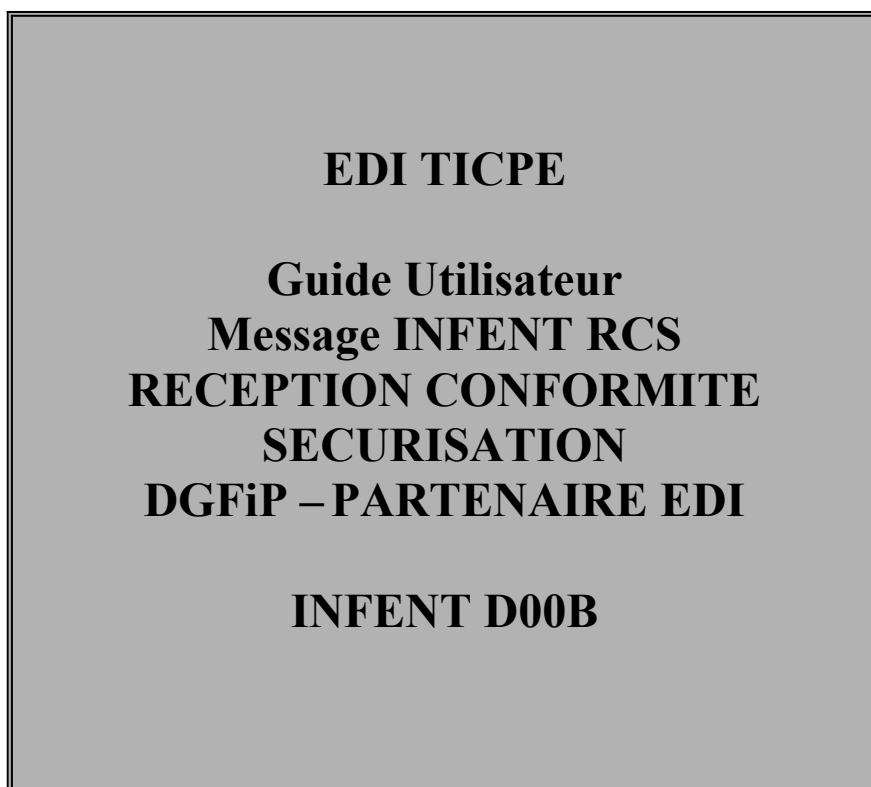 EDI TICPE
Guide Utilisateur
Message INFENT RCS
RECEPTION CONFORMITE
SECURISATION
DGFiP – PARTENAIRE EDI
INFENT D00B